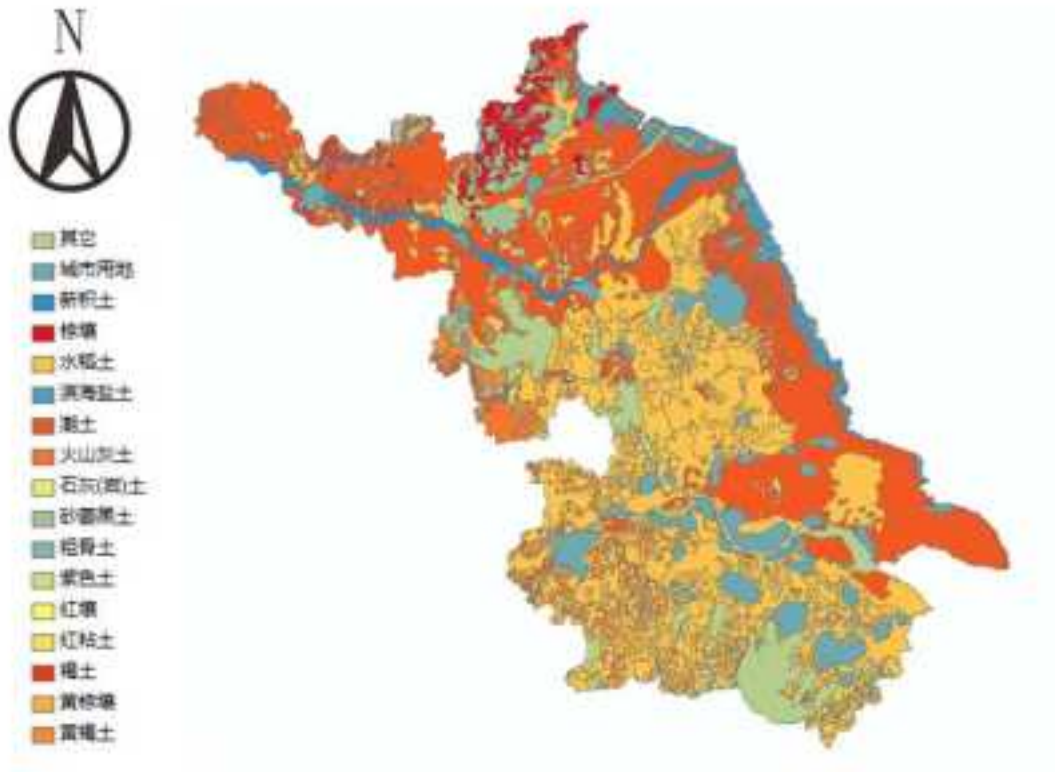 N
其它
城市用地
新积土
棕壤
水稻土
滨海盐土
潮土
火山灰土
石灰(岩)土
砂姜黑土
粗骨土
紫色土
红壤
红粘土
褐土
黄棕壤
黄褐土